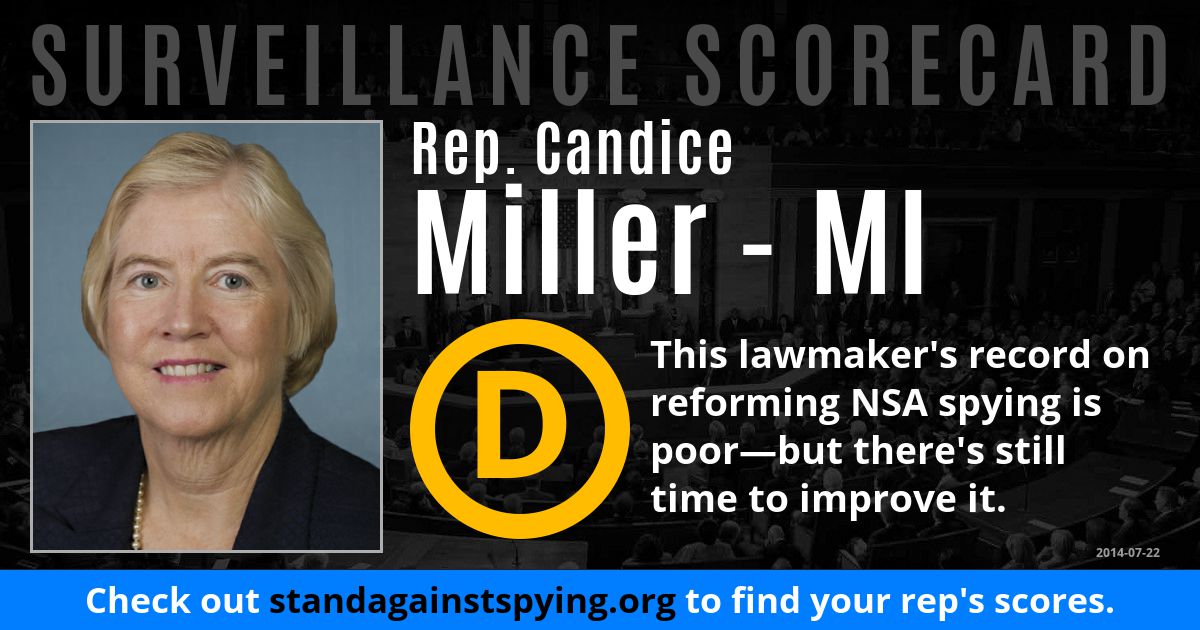 SURVEILLANCE SCORECARD
Rep. Candice
Miller - MI
D
This lawmaker's record on
reforming NSA spying is
poor—but there's still
time to improve it.
2014-07-22
Check out standagainstspying.org to find your rep's scores.